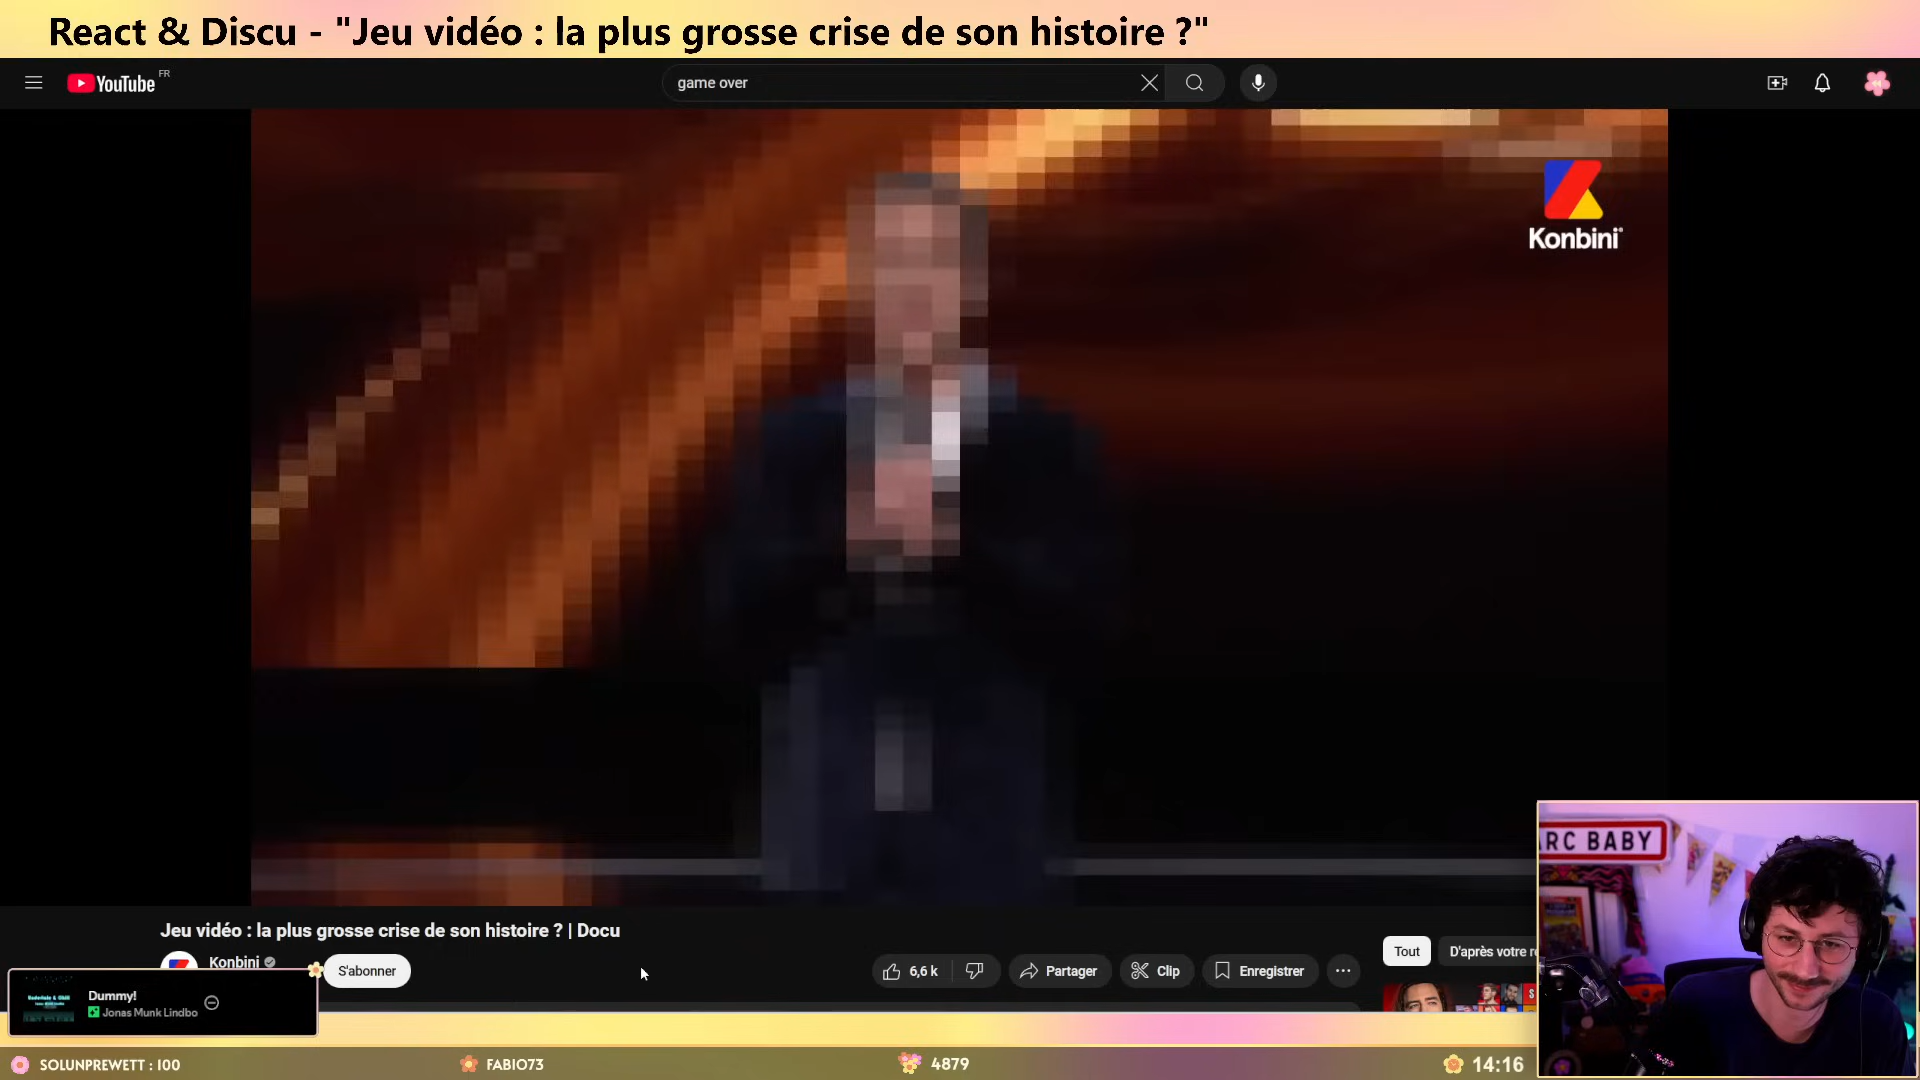 React & Discu - "Jeu vidéo : la plus grosse crise de son histoire ?"
YouTube FR
game over
Konbini
Jeu vidéo : la plus grosse crise de son histoire ? | Docu
Konbini
S'abonner
6,6 k
Partager
Clip
Enregistrer
Tout
D'après votre re
Dummy!
Jonas Munk Lindbo
RC BABY
SOLUNPREWETT : 100
FABIO73
4879
14:16